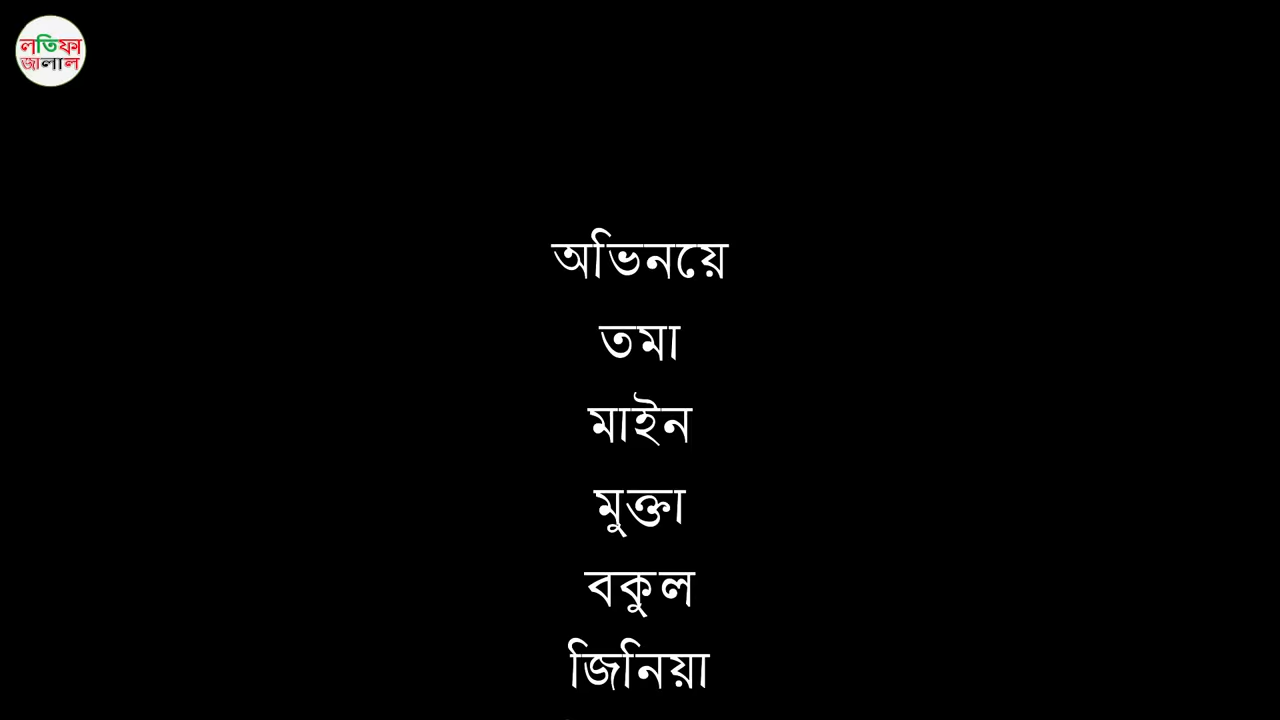 লতিফা
জালাল
অভিনয়ে
তমা
মাইন
মুক্তা
বকুল
জিনিয়া